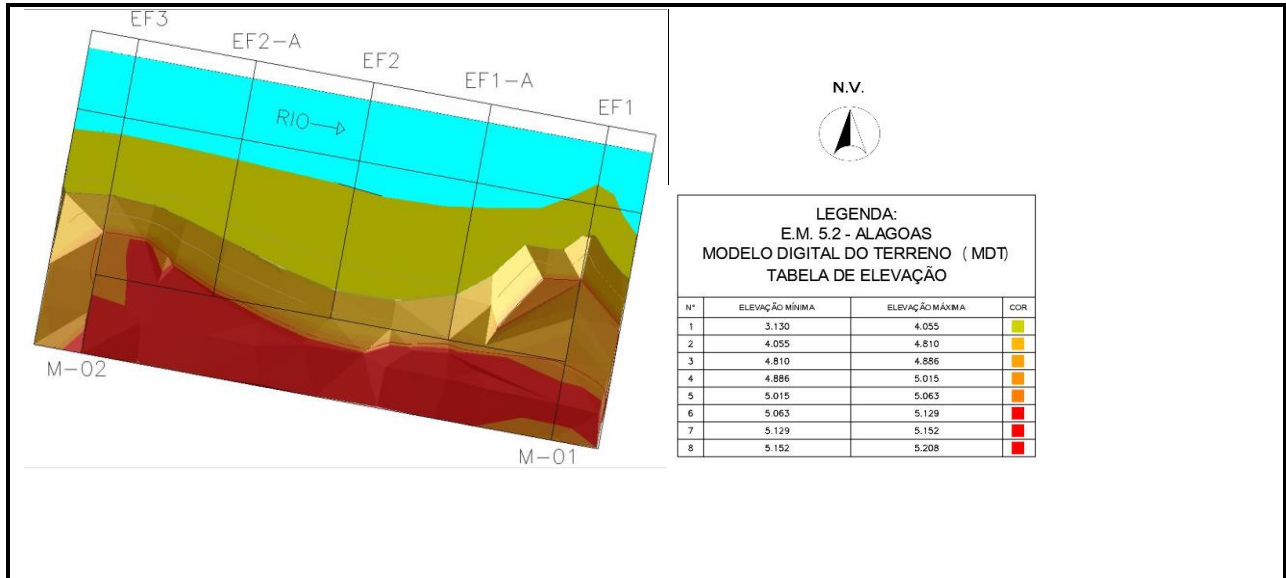 EF3
EF2-A
EF2
EF1-A
EF1
RIO
M-02
M-01
N.V.
LEGENDA:
E.M. 5.2 - ALAGOAS
MODELO DIGITAL DO TERRENO ( MDT)
TABELA DE ELEVAÇÃO
N° ELEVAÇÃO MÍNIMA ELEVAÇÃO MÁXIMA COR
1 3.130 4.055
2 4.055 4.810
3 4.810 4.886
4 4.886 5.015
5 5.015 5.063
6 5.063 5.129
7 5.129 5.152
8 5.152 5.208